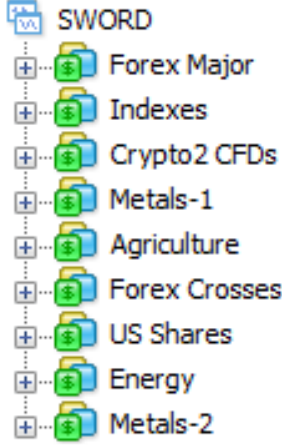 SWORD
Forex Major
Indexes
Crypto2 CFDs
Metals-1
Agriculture
Forex Crosses
US Shares
Energy
Metals-2